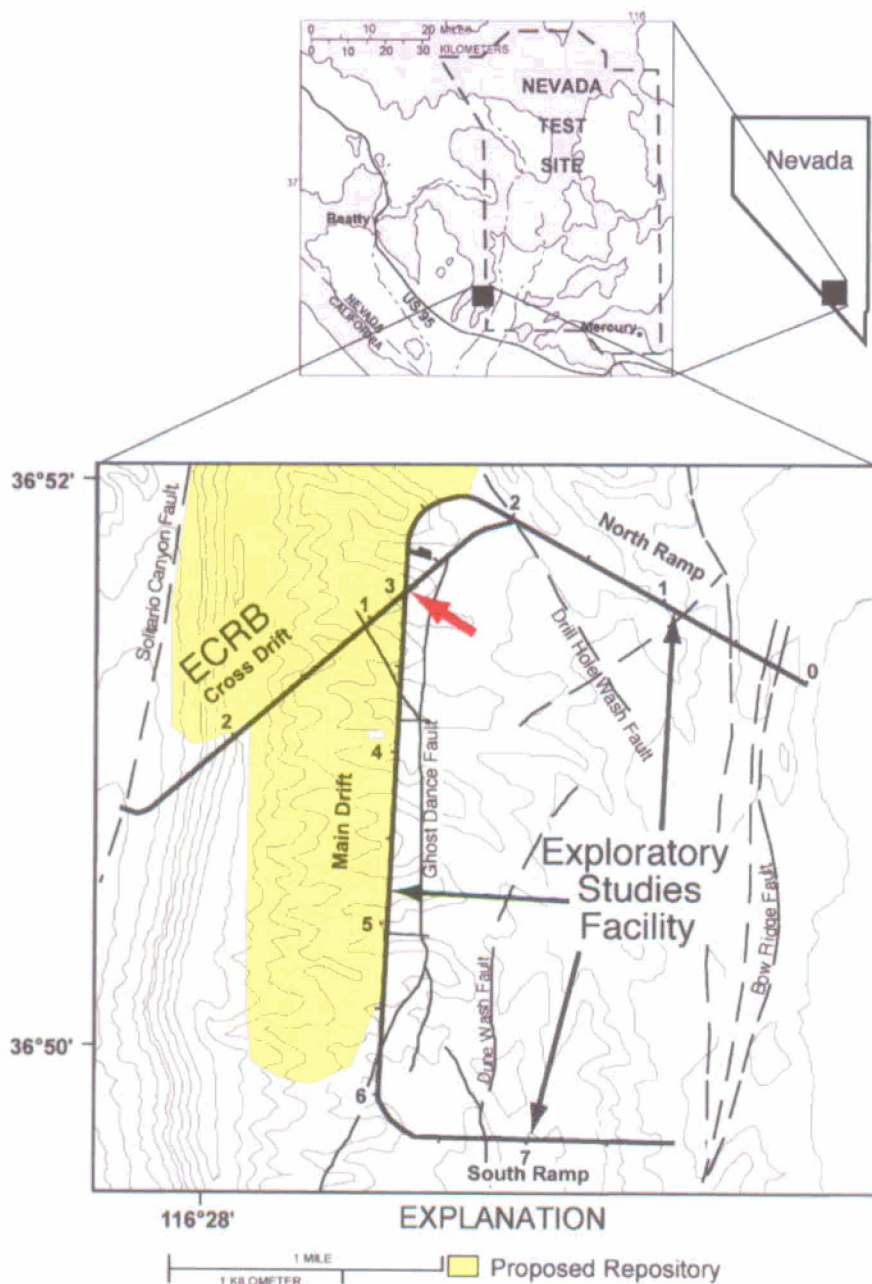 116
0 10 20 MILES
0 10 20 30 KILOMETERS
NEVADA
TEST
SITE
37
Beatty
NEVADA
CALIFORNIA
US 95
Mercury
Nevada
36°52'
36°50'
116°28'
Solitario Canyon Fault
ECRB
Cross Drift
North Ramp
2
1
0
3
1
2
4
5
6
7
Drill Hole Wash Fault
Ghost Dance Fault
Main Drift
Exploratory
Studies
Facility
Dune Wash Fault
Bow Ridge Fault
South Ramp
EXPLANATION
1 MILE
1 KILOMETER
Proposed Repository